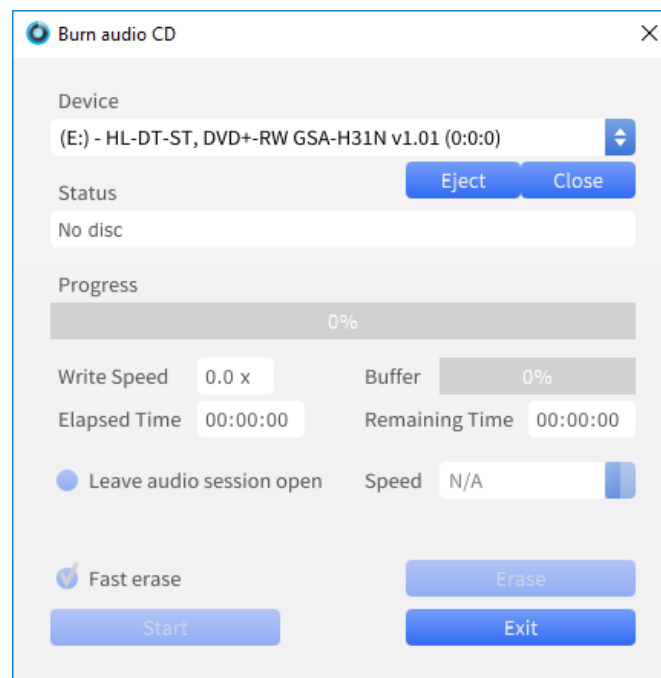 Burn audio CD
Device
(E:) - HL-DT-ST, DVD+-RW GSA-H31N v1.01 (0:0:0)
Eject Close
Status
No disc
Progress
0%
Write Speed 0.0 x Buffer 0%
Elapsed Time 00:00:00 Remaining Time 00:00:00
Leave audio session open Speed N/A
Fast erase Erase
Start Exit